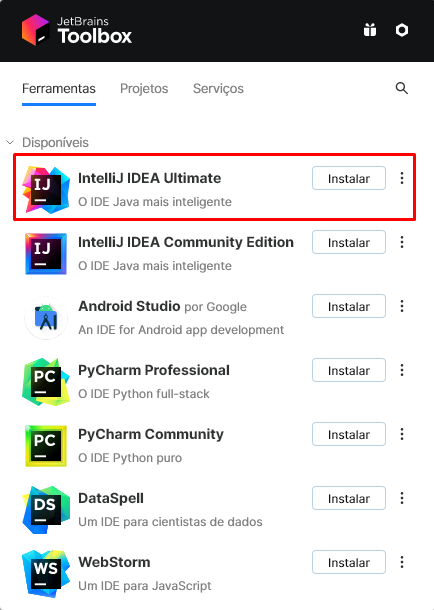 JetBrains
Toolbox
Ferramentas Projetos Serviços
Disponíveis
IJ
IntelliJ IDEA Ultimate
O IDE Java mais inteligente
Instalar
IJ
IntelliJ IDEA Community Edition
O IDE Java mais inteligente
Instalar
Android Studio por Google
An IDE for Android app development
Instalar
PC
PyCharm Professional
O IDE Python full-stack
Instalar
PC
PyCharm Community
O IDE Python puro
Instalar
DS
DataSpell
Um IDE para cientistas de dados
Instalar
WS
WebStorm
Um IDE para JavaScript
Instalar